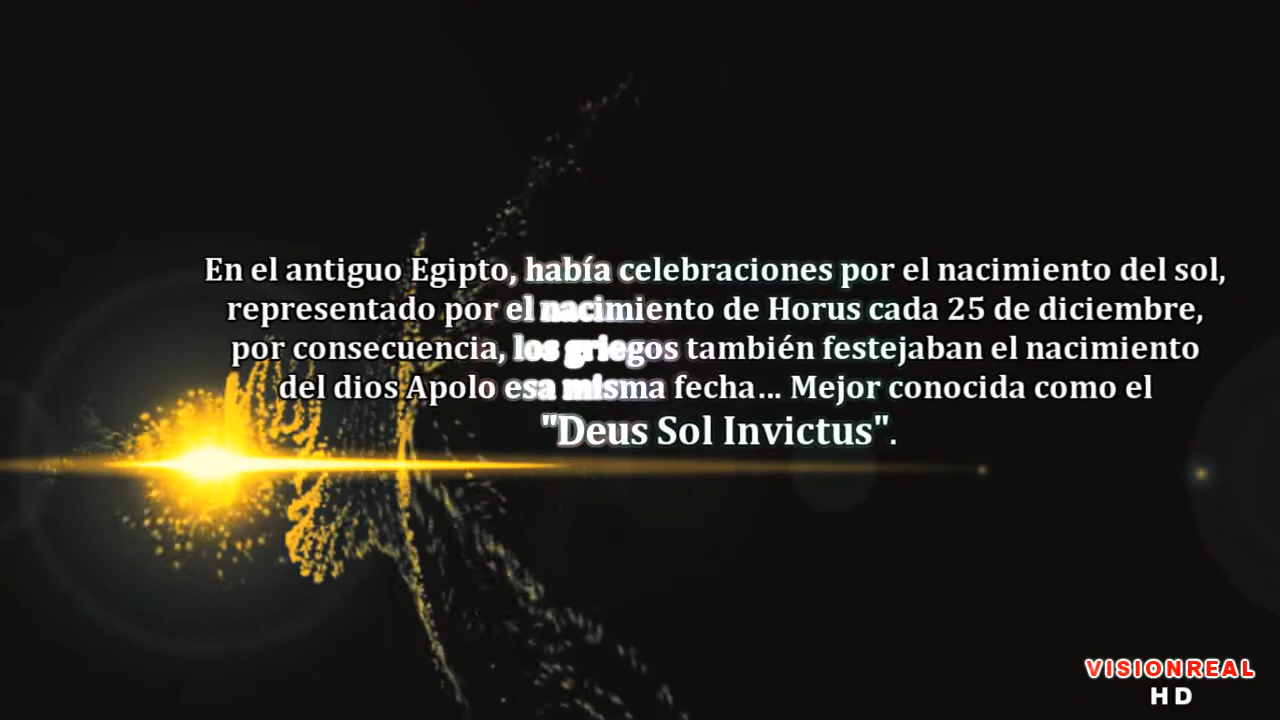 En el antiguo Egipto, había celebraciones por el nacimiento del sol,
representado por el nacimiento de Horus cada 25 de diciembre,
por consecuencia, los griegos también festejaban el nacimiento
del dios Apolo esa misma fecha... Mejor conocida como el
"Deus Sol Invictus".
VISIONREAL
HD